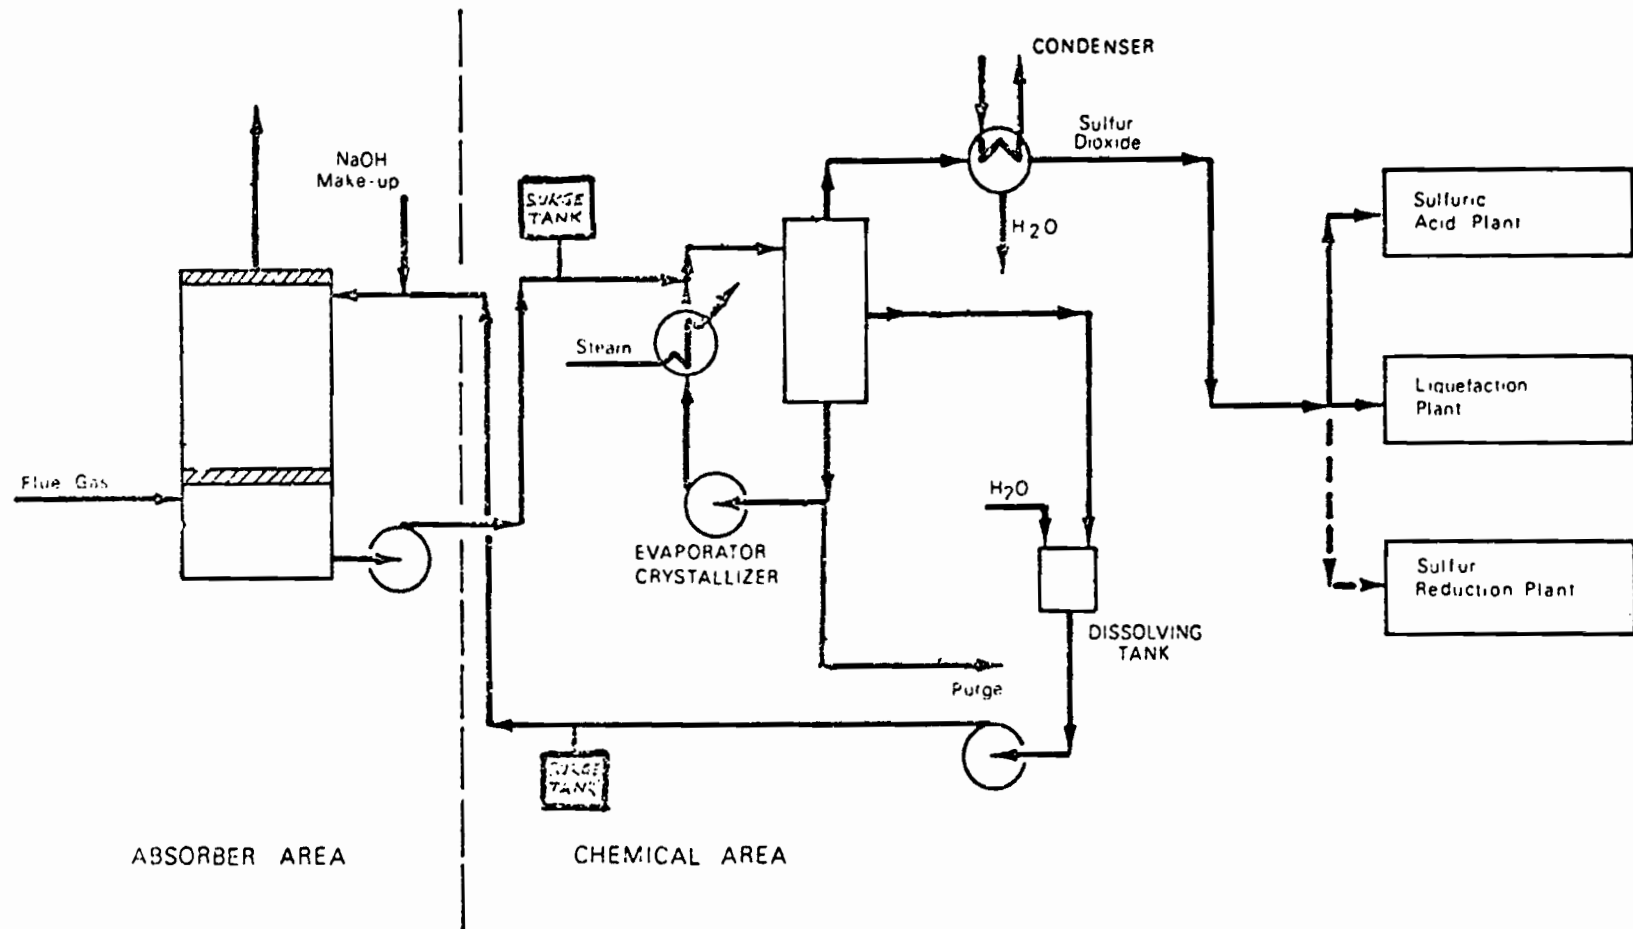 CONDENSER
Sulfur
Dioxide
NaOH
Make-up
SURGE
TANK
Sulfuric
Acid Plant
H2O
Steam
Liquefaction
Plant
Flue Gas
H2O
EVAPORATOR
CRYSTALLIZER
Sulfur
Reduction Plant
DISSOLVING
TANK
Purge
SURGE
TANK
ABSORBER AREA
CHEMICAL AREA